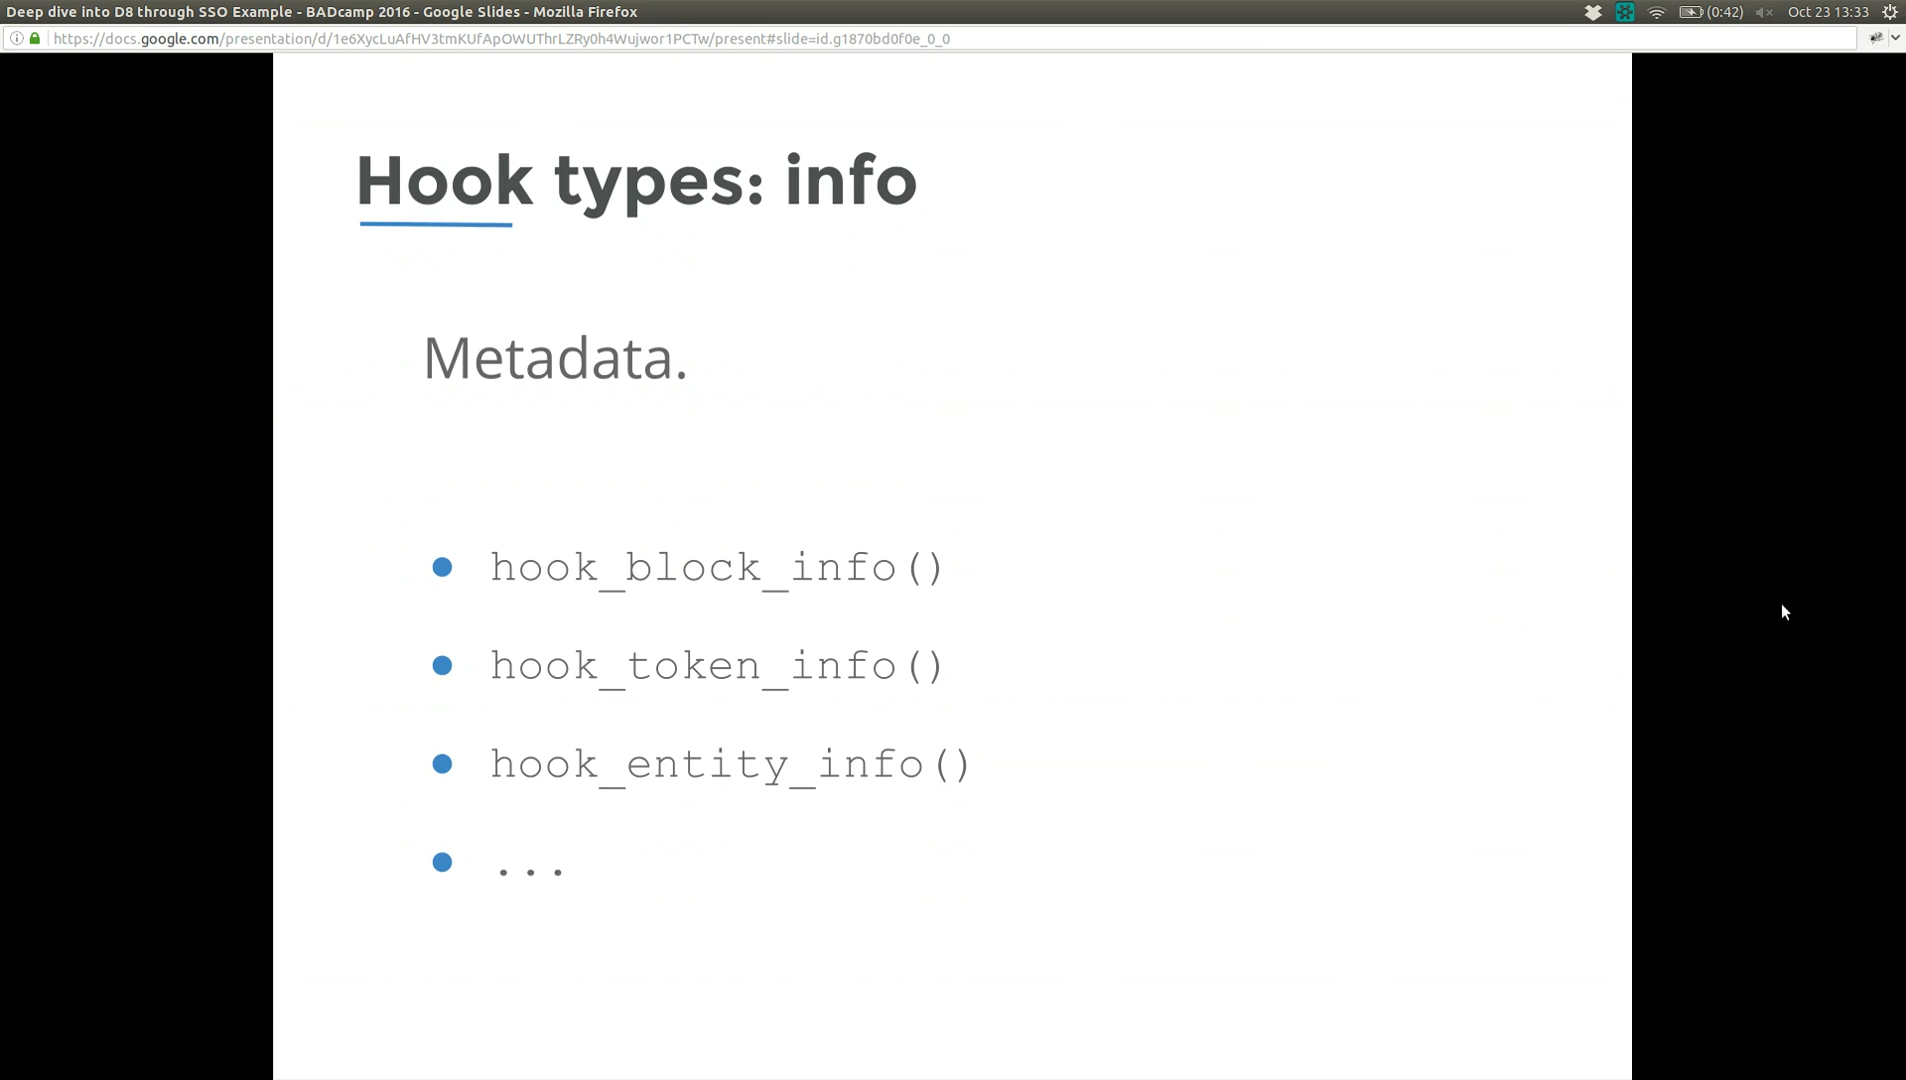 Deep dive into D8 through SSO Example - BADcamp 2016 - Google Slides - Mozilla Firefox
(0:42)
Oct 23 13:33
https://docs.google.com/presentation/d/1e6XycLuAfHV3tmKUfApOWUThrLZRy0h4Wujwor1PCTw/present#slide=id.g1870bd0f0e_0_0
Hook types: info
Metadata.
● hook_block_info()
● hook_token_info()
● hook_entity_info()
● ...